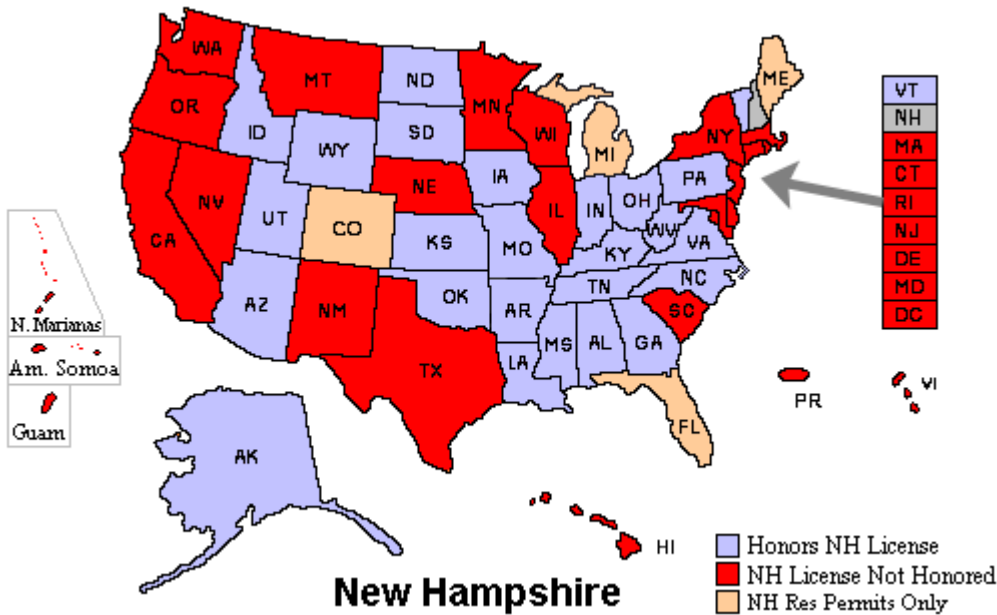 WA
MT
ND
MN
ME
VT
OR
ID
SD
WI
NH
WY
MI
NY
MA
NE
IA
PA
CT
NV
UT
CO
IL
IN
OH
RI
CA
KS
MO
WV
VA
NJ
KY
DE
AZ
NM
OK
TN
NC
MD
AR
SC
DC
N. Marianas
MS
AL
GA
LA
TX
Am. Somoa
PR
VI
Guam
FL
AK
HI
Honors NH License
NH License Not Honored
New Hampshire
NH Res Permits Only